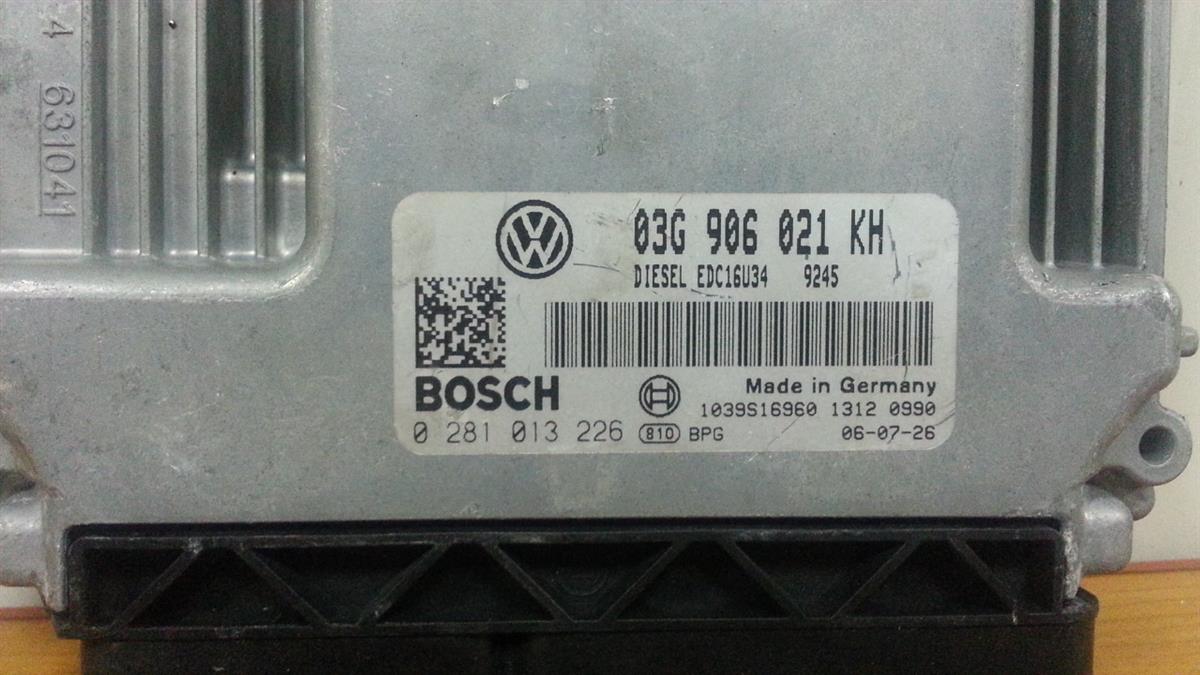 4 631041
03G 906 021 KH
DIESEL EDC16U34 9245
BOSCH
Made in Germany
1039S16960 1312 0990
0 281 013 226 810 BPG 06-07-26